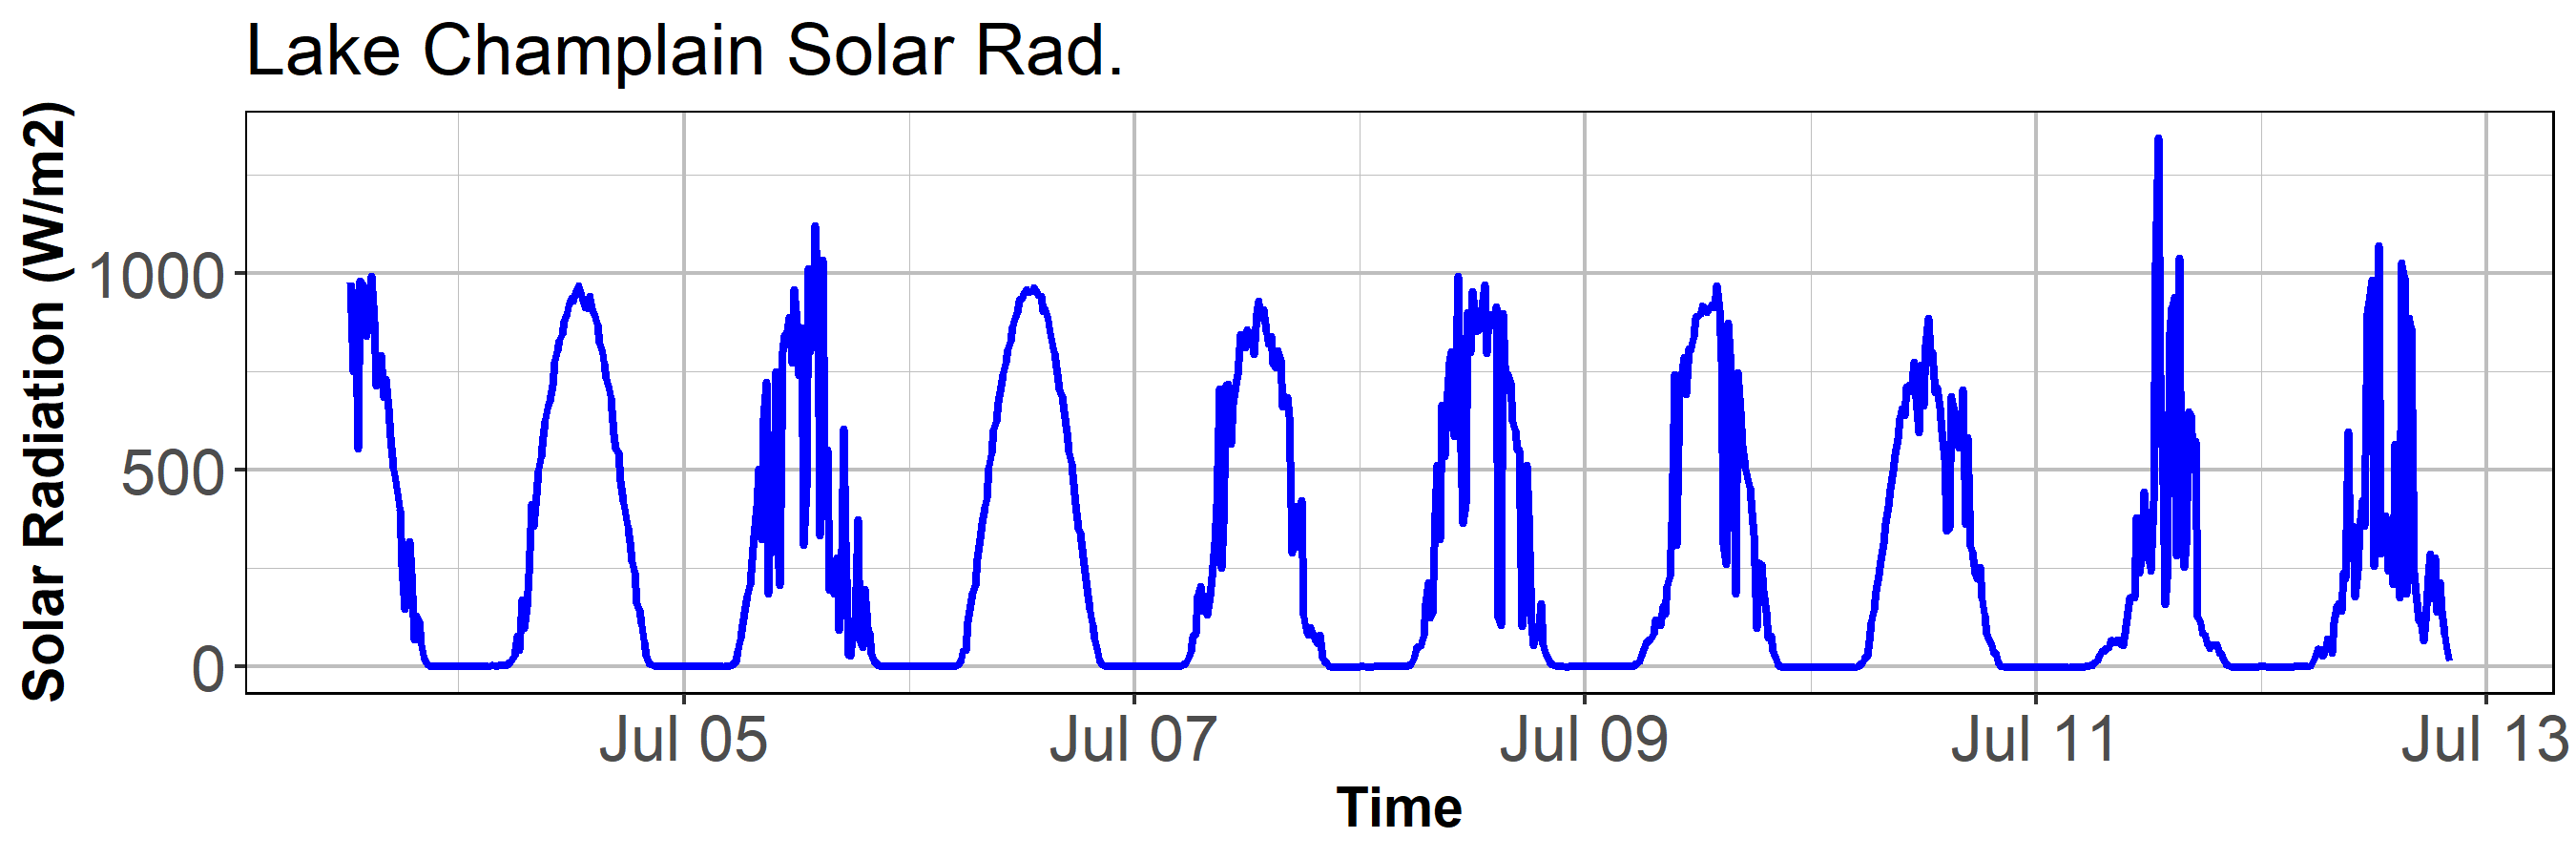 Lake Champlain Solar Rad.
Solar Radiation (W/m2)
1000
500
0
Jul 05 Jul 07 Jul 09 Jul 11 Jul 13
Time